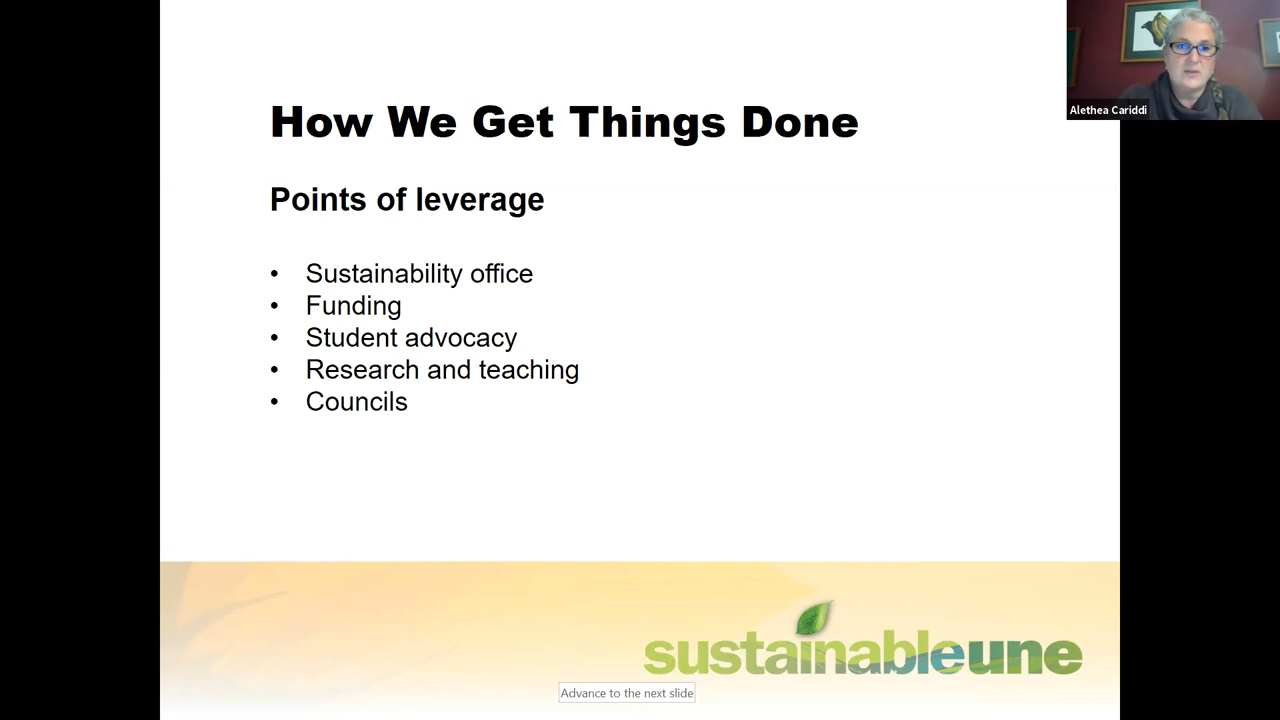 How We Get Things Done
Alethea Cariddi
Points of leverage
• Sustainability office
• Funding
• Student advocacy
• Research and teaching
• Councils
sustainableune
Advance to the next slide